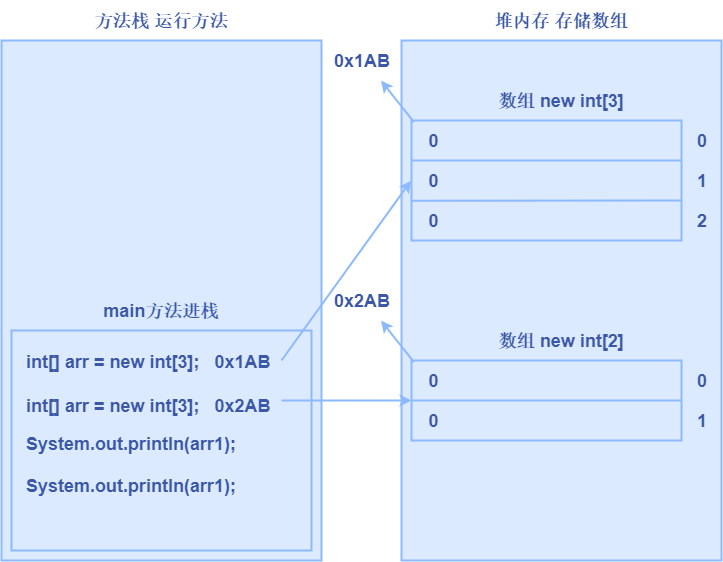 方法栈 运行方法
堆内存 存储数组
0x1AB
数组 new int[3]
0 0
0 1
0 2
main方法进栈
int[] arr = new int[3]; 0x1AB
int[] arr = new int[3]; 0x2AB
System.out.println(arr1);
System.out.println(arr1);
0x2AB
数组 new int[2]
0 0
0 1